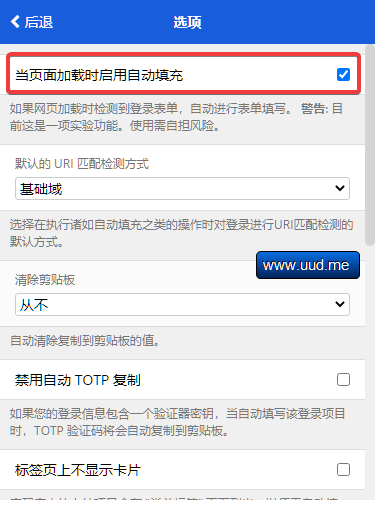 后退
选项
当页面加载时启用自动填充
如果网页加载时检测到登录表单，自动进行表单填写。 警告: 目
前这是一项实验功能。使用需自担风险。
默认的 URI 匹配检测方式
基础域
选择在执行诸如自动填充之类的操作时对登录进行URI匹配检测的
默认方式。
www.uud.me
清除剪贴板
从不
自动清除复制到剪贴板的值。
禁用自动 TOTP 复制
如果您的登录信息包含一个验证器密钥，当自动填写该登录项目
时，TOTP 验证码将会自动复制到剪贴板。
标签页上不显示卡片